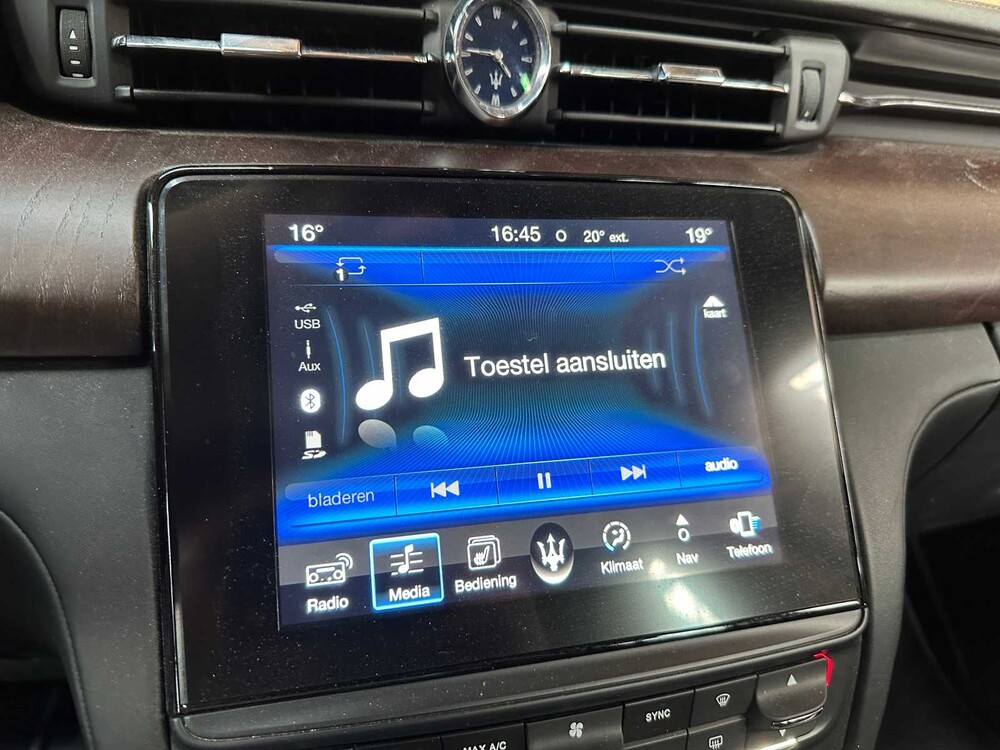 16°
16:45 O 20° ext. 19°
1
USB
kaart
Aux
Toestel aansluiten
SD
bladeren
audio
Radio
Media
Bediening
Klimaat
Nav
Telefoon
MAX A/C
SYNC